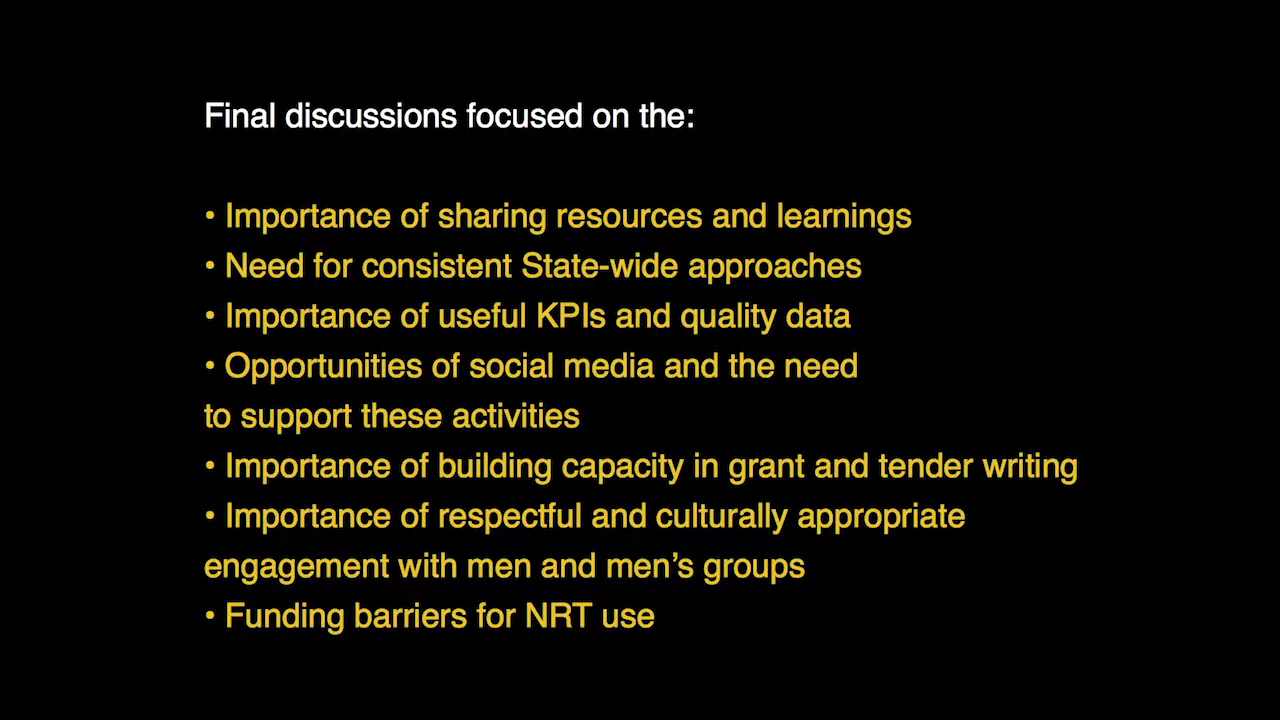 Final discussions focused on the:
• Importance of sharing resources and learnings
• Need for consistent State-wide approaches
• Importance of useful KPIs and quality data
• Opportunities of social media and the need
to support these activities
• Importance of building capacity in grant and tender writing
• Importance of respectful and culturally appropriate
engagement with men and men’s groups
• Funding barriers for NRT use